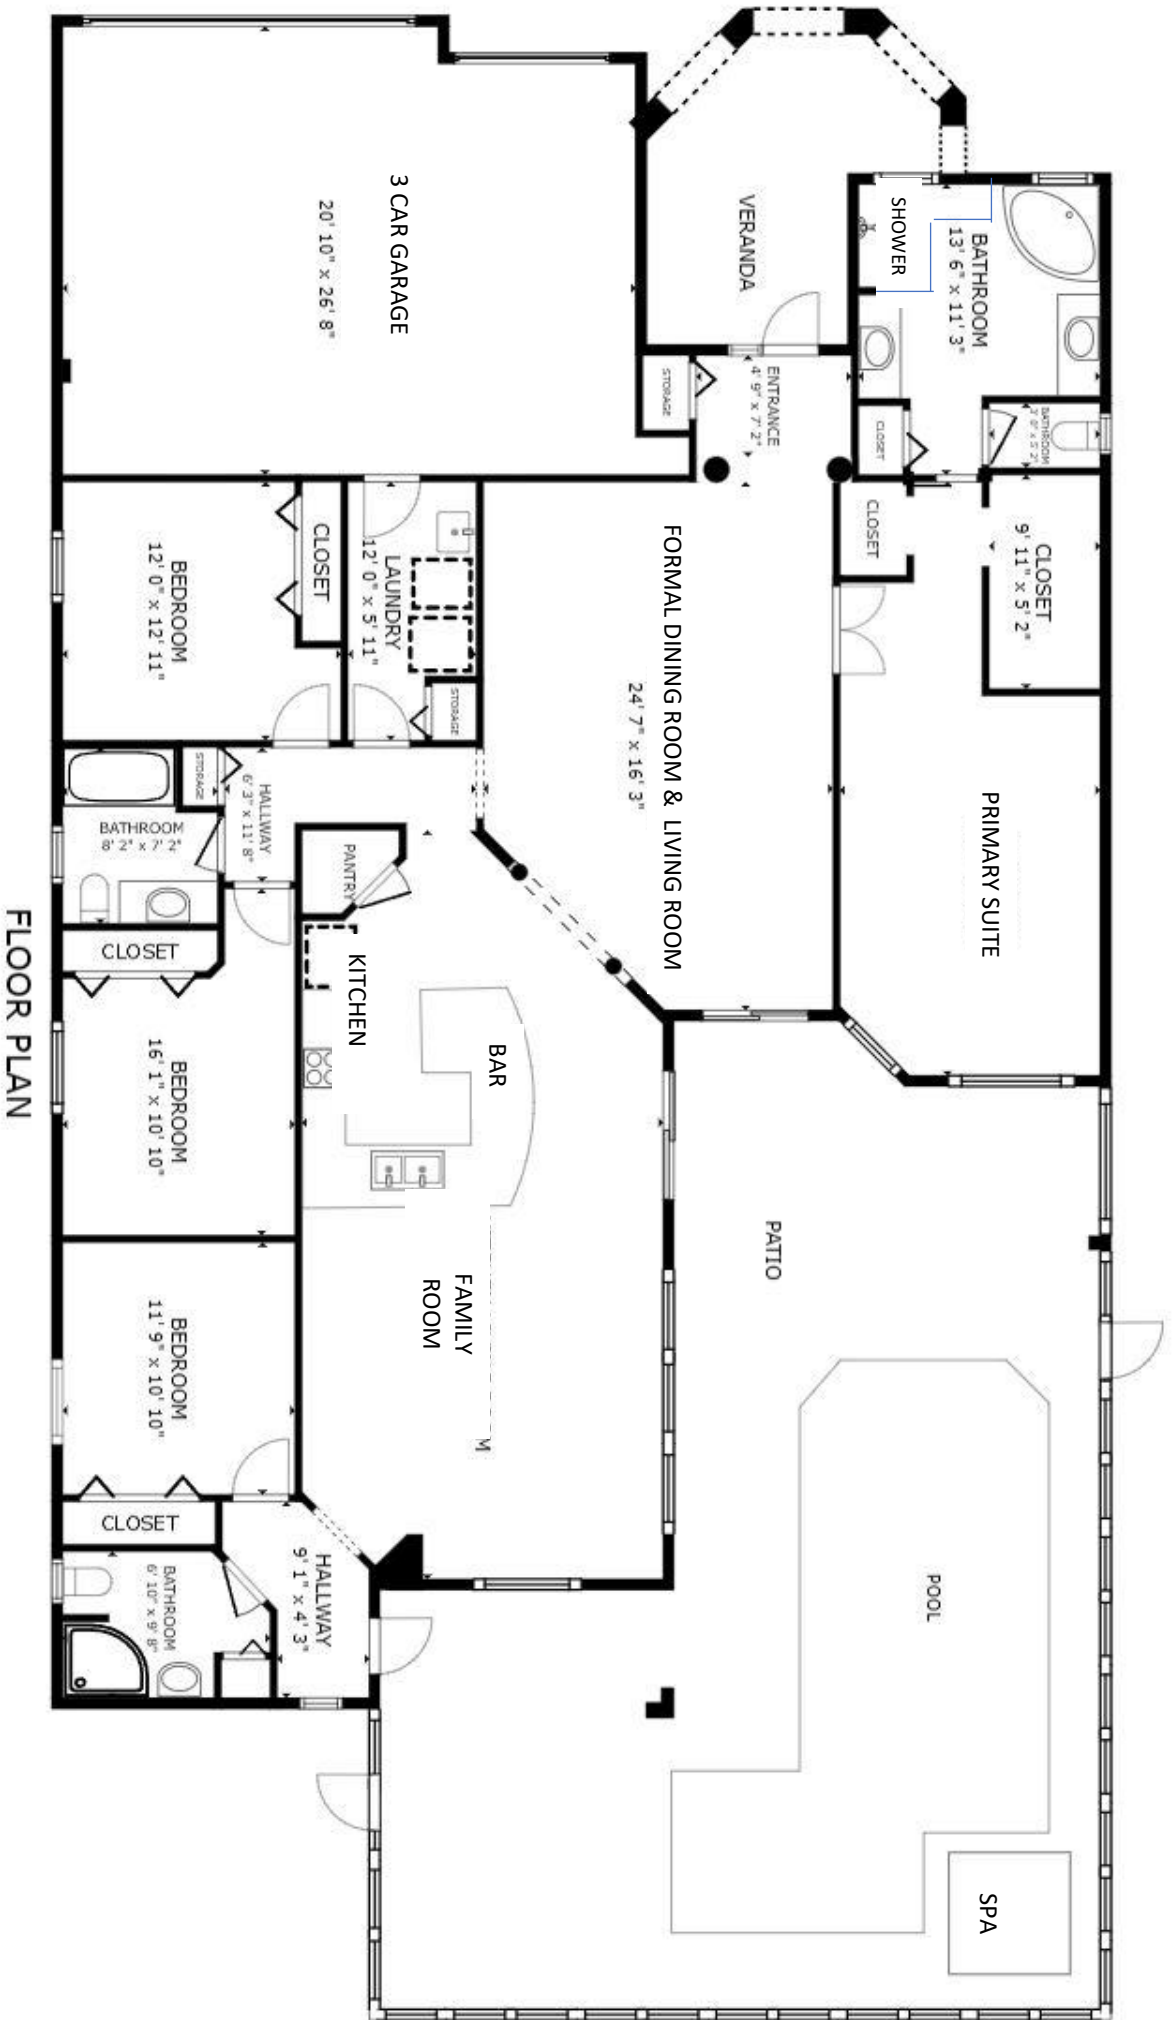 3 CAR GARAGE
20' 10" x 26' 8"
VERANDA
SHOWER
BATHROOM
13' 6" x 11' 3"
ENTRANCE
4' 9" x 7' 2"
STORAGE
CLOSET
BATHROOM
3' 0" x 5' 2"
CLOSET
CLOSET
9' 11" x 5' 2"
BEDROOM
12' 0" x 12' 11"
CLOSET
LAUNDRY
12' 0" x 5' 11"
STORAGE
FORMAL DINING ROOM & LIVING ROOM
24' 7" x 16' 3"
PRIMARY SUITE
STORAGE
HALLWAY
6' 3" x 11' 8"
BATHROOM
8' 2" x 7' 2"
PANTRY
CLOSET
KITCHEN
BAR
BEDROOM
16' 1" x 10' 10"
PATIO
FAMILY
ROOM
M
BEDROOM
11' 9" x 10' 10"
CLOSET
HALLWAY
9' 1" x 4' 3"
BATHROOM
6' 10" x 9' 8"
POOL
SPA
FLOOR PLAN